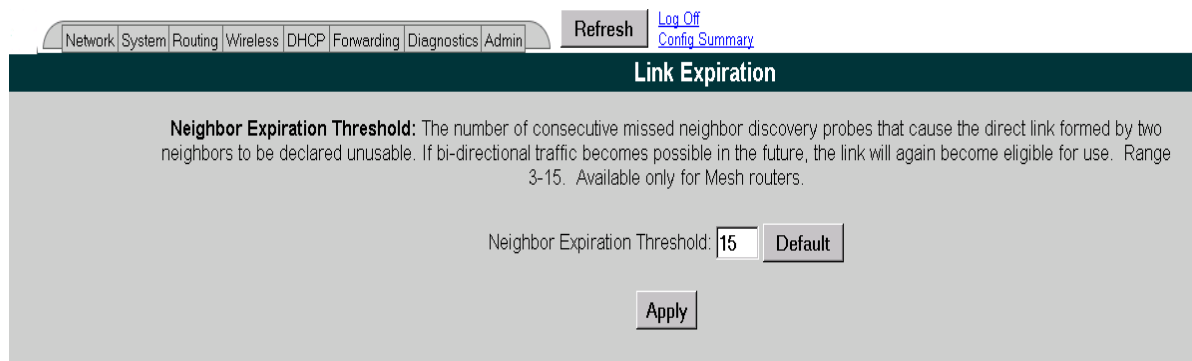 Network System Routing Wireless DHCP Forwarding Diagnostics Admin Refresh Log Off
Config Summary
Link Expiration
Neighbor Expiration Threshold: The number of consecutive missed neighbor discovery probes that cause the direct link formed by two
neighbors to be declared unusable. If bi-directional traffic becomes possible in the future, the link will again become eligible for use. Range
3-15. Available only for Mesh routers.
Neighbor Expiration Threshold: 15 Default
Apply